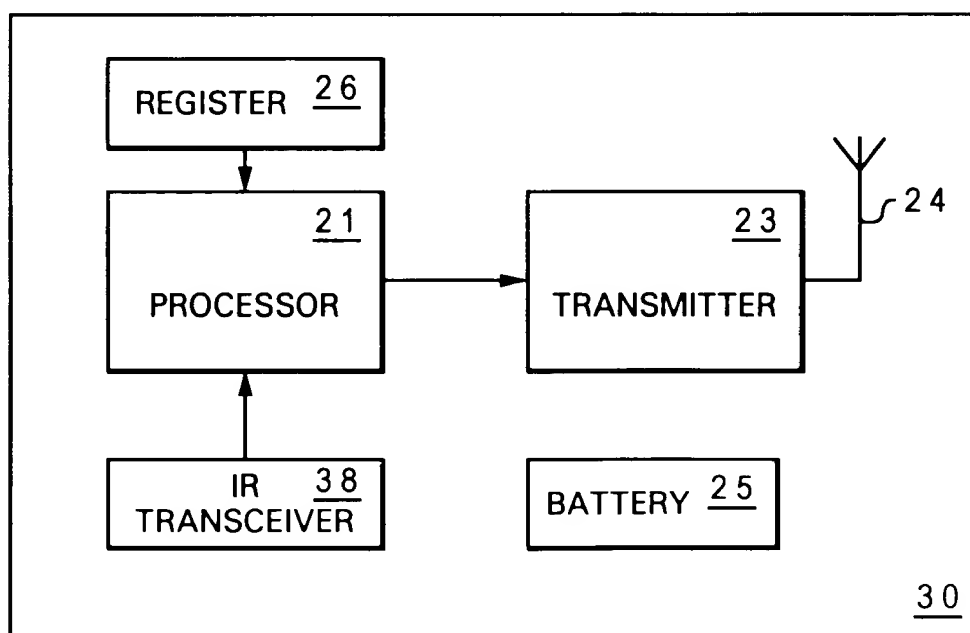 REGISTER 26
21
PROCESSOR
23
TRANSMITTER
24
IR 38
TRANSCEIVER
BATTERY 25
30